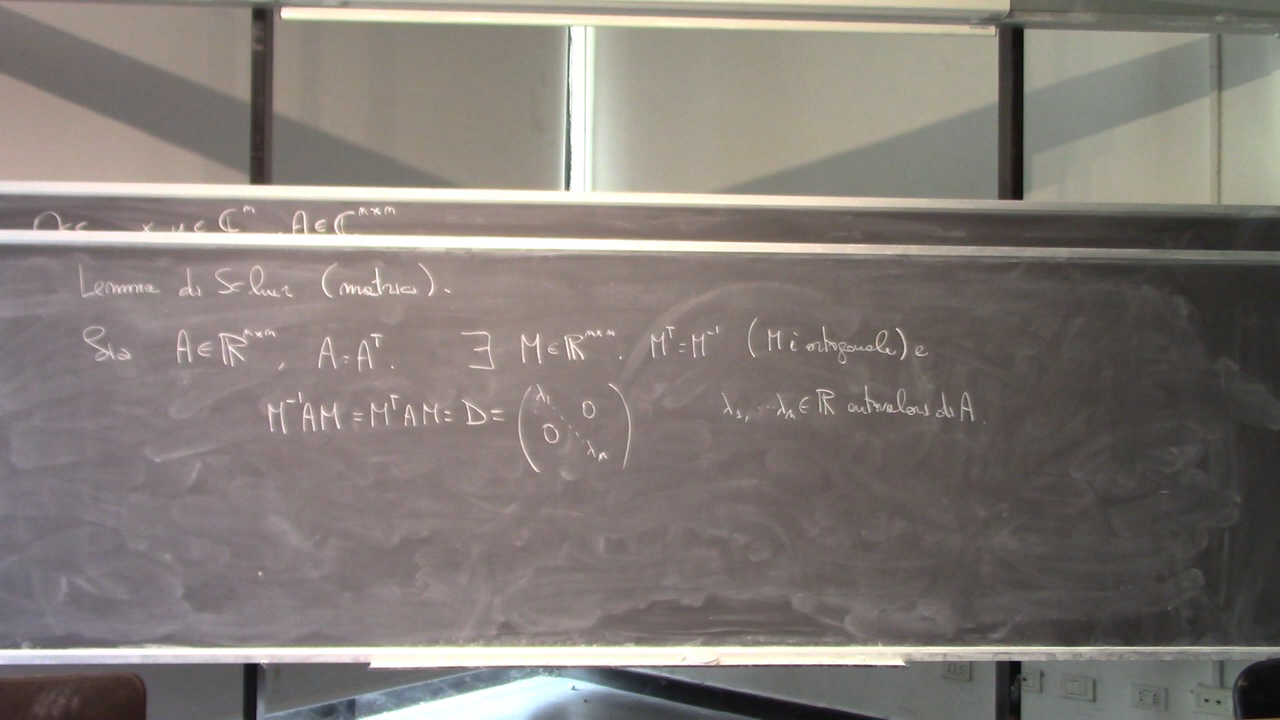 x, y ∈ ℂⁿ, A ∈ ℂⁿˣⁿ
Lemma di Schur (matrici).
Sia A ∈ ℝⁿˣⁿ, A = Aᵀ. ∃ M ∈ ℝⁿˣⁿ. Mᵀ = M⁻¹ (M è ortogonale) e
M⁻¹AM = MᵀAM = D = ( λ₁ 0 ⋱ 0 λₙ ) λ₁, ... λₙ ∈ ℝ autovalori di A.